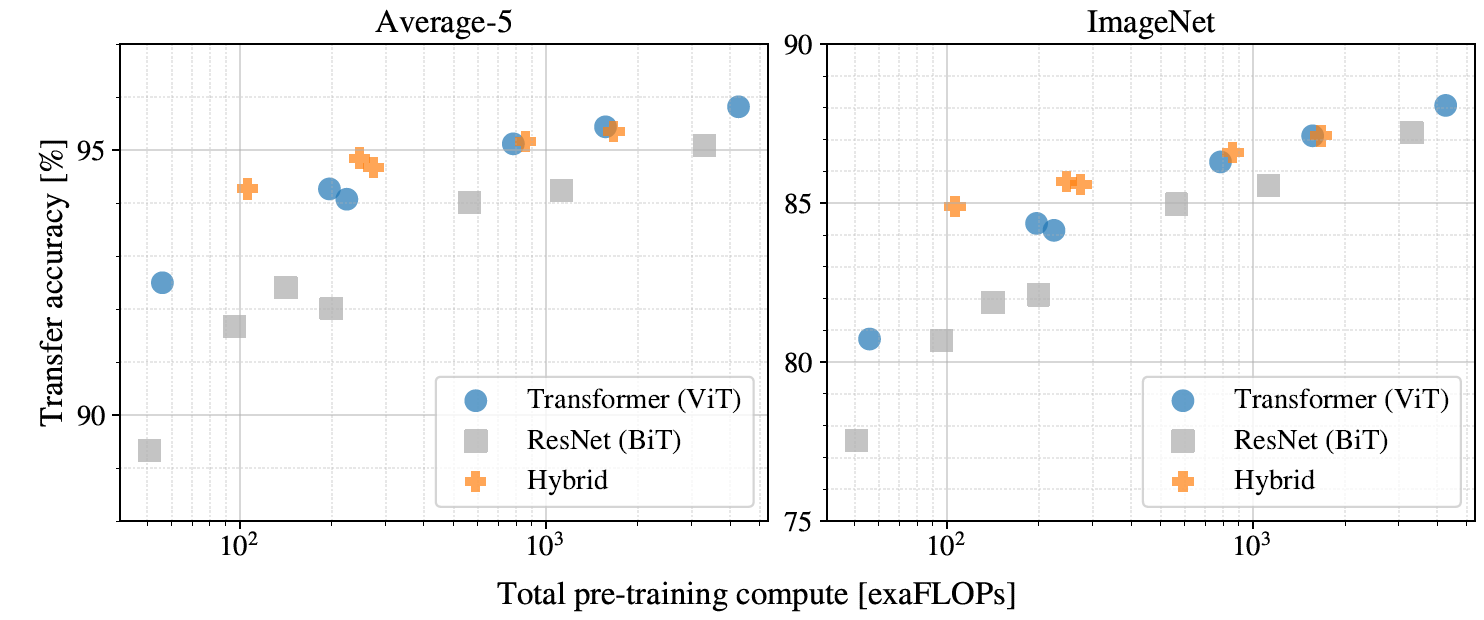 Average-5
ImageNet
Transfer accuracy [%]
95
90
10²
10³
Transformer (ViT)
ResNet (BiT)
Hybrid
90
85
80
75
10²
10³
Transformer (ViT)
ResNet (BiT)
Hybrid
Total pre-training compute [exaFLOPs]